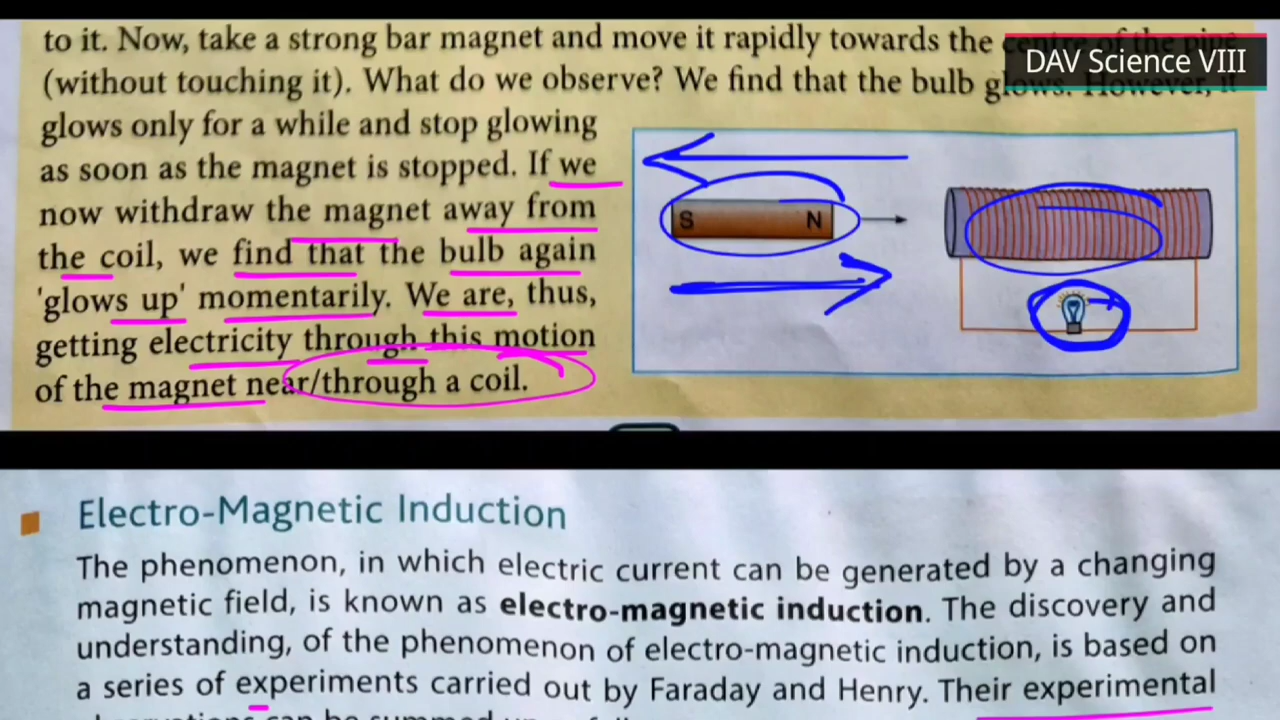 to it. Now, take a strong bar magnet and move it rapidly towards the centre of the pipe
DAV Science VIII
(without touching it). What do we observe? We find that the bulb glows. However, it
glows only for a while and stop glowing
as soon as the magnet is stopped. If we
now withdraw the magnet away from
the coil, we find that the bulb again
'glows up' momentarily. We are, thus,
getting electricity through this motion
of the magnet near/through a coil.
S N
Electro-Magnetic Induction
The phenomenon, in which electric current can be generated by a changing
magnetic field, is known as electro-magnetic induction. The discovery and
understanding, of the phenomenon of electro-magnetic induction, is based on
a series of experiments carried out by Faraday and Henry. Their experimental